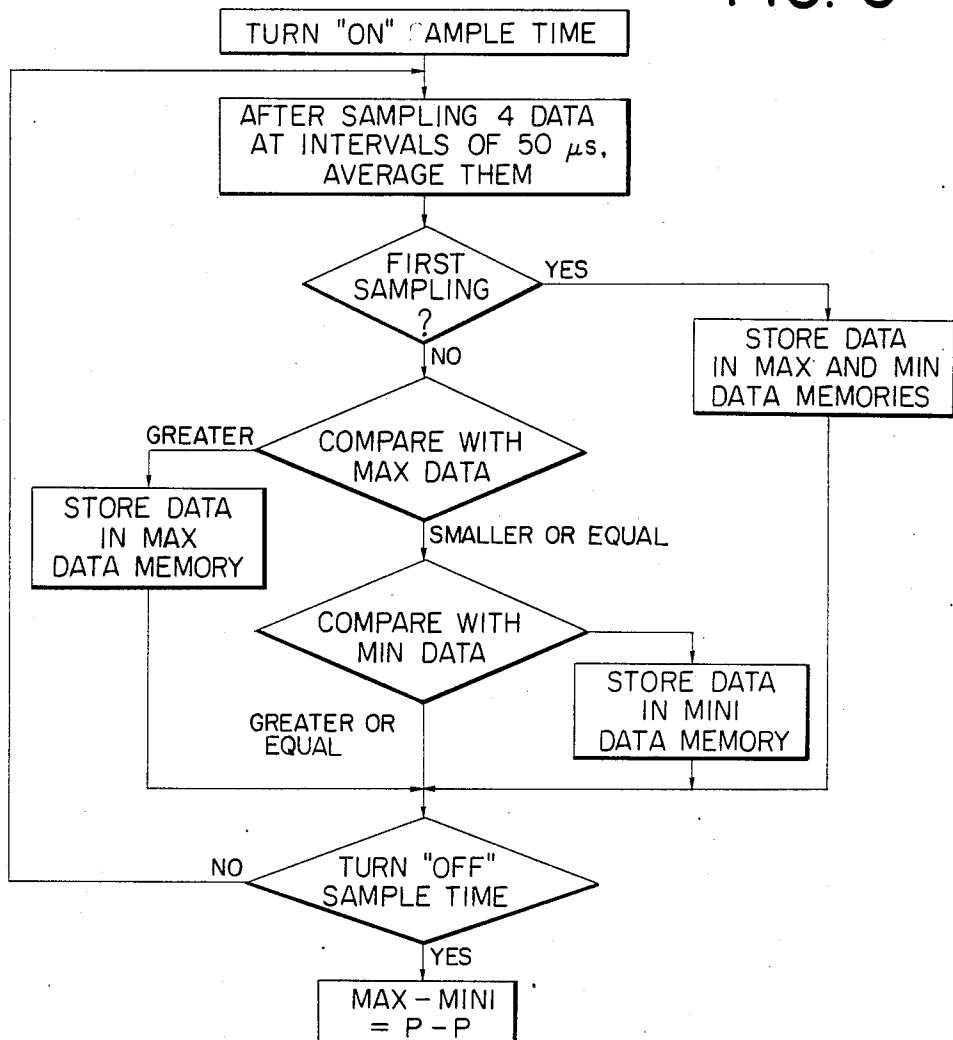 TURN "ON" SAMPLE TIME
AFTER SAMPLING 4 DATA
AT INTERVALS OF 50 μs,
AVERAGE THEM
FIRST
SAMPLING
?
YES
NO
STORE DATA
IN MAX AND MIN
DATA MEMORIES
COMPARE WITH
MAX DATA
GREATER
STORE DATA
IN MAX
DATA MEMORY
SMALLER OR EQUAL
COMPARE WITH
MIN DATA
STORE DATA
IN MINI
DATA MEMORY
GREATER OR
EQUAL
TURN "OFF"
SAMPLE TIME
NO
YES
MAX – MINI
= P – P